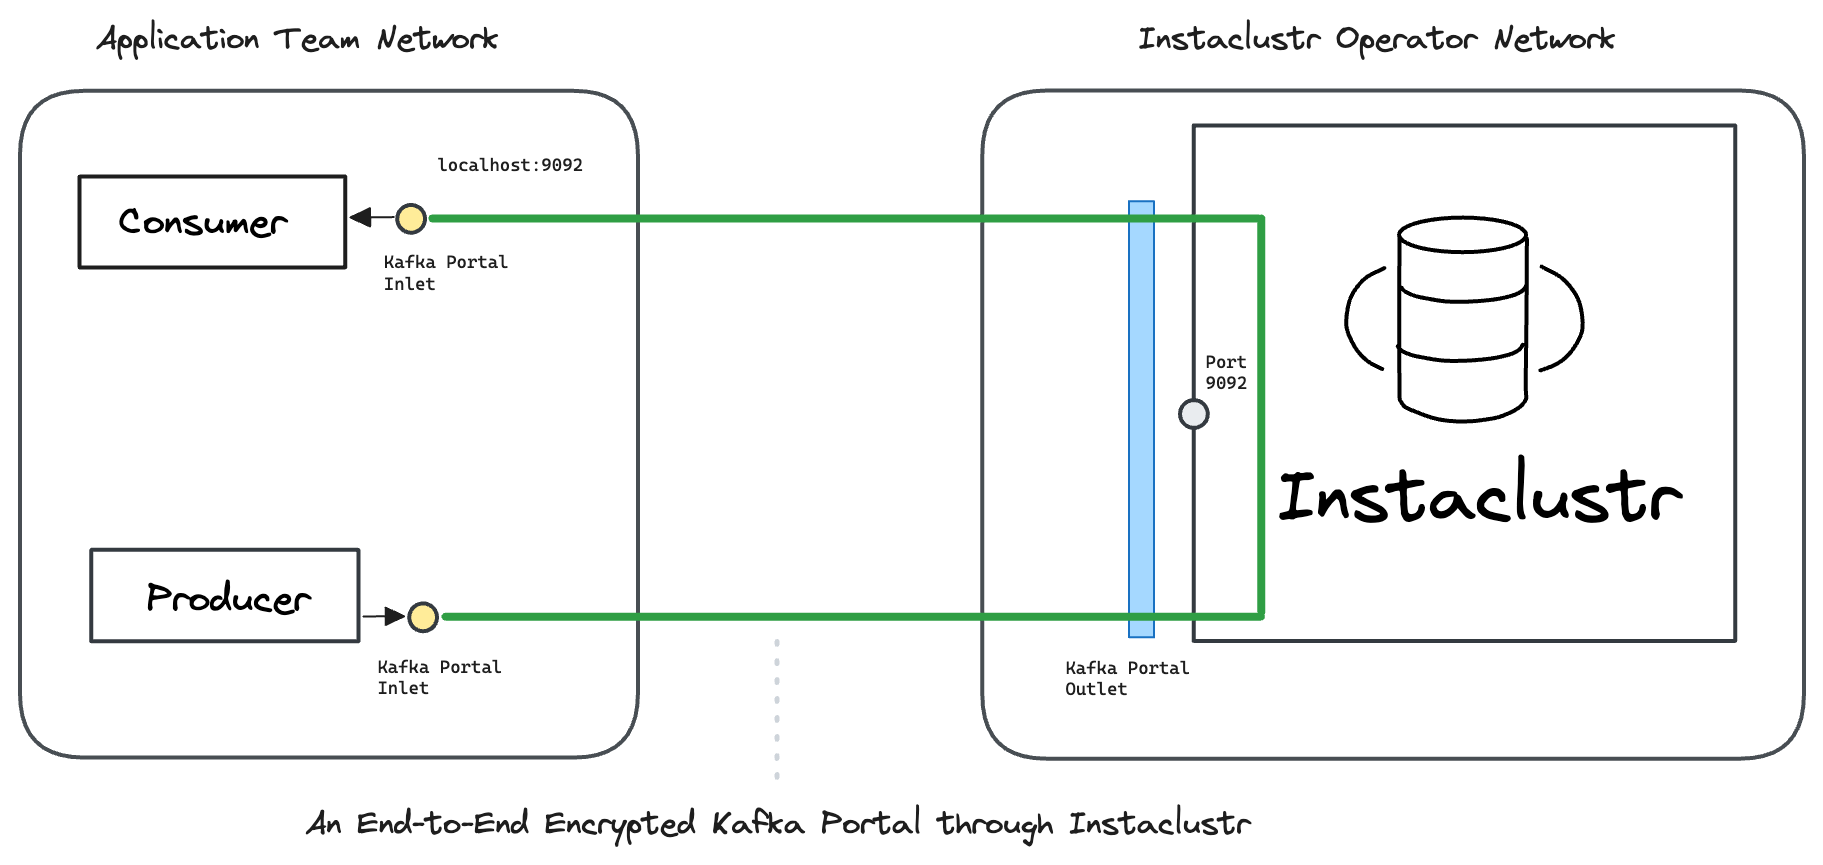 Application Team Network
Instaclustr Operator Network
localhost:9092
Consumer
Kafka Portal
Inlet
Port
9092
Instaclustr
Producer
Kafka Portal
Inlet
Kafka Portal
Outlet
An End-to-End Encrypted Kafka Portal through Instaclustr